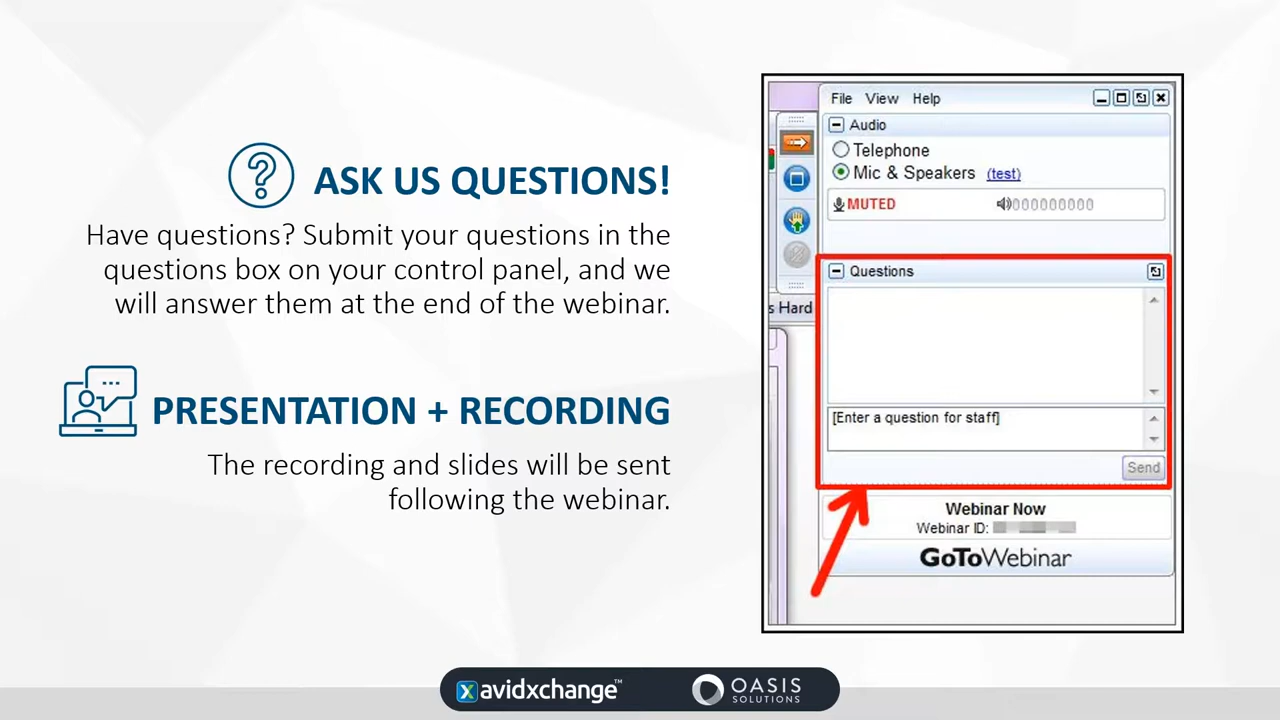 ASK US QUESTIONS!
Have questions? Submit your questions in the
questions box on your control panel, and we
will answer them at the end of the webinar.
PRESENTATION + RECORDING
The recording and slides will be sent
following the webinar.
File View Help
Audio
Telephone
Mic & Speakers (test)
MUTED 000000000
Questions
s Hard
[Enter a question for staff]
Send
Webinar Now
Webinar ID:
GoToWebinar
avidxchange™
OASIS
SOLUTIONS